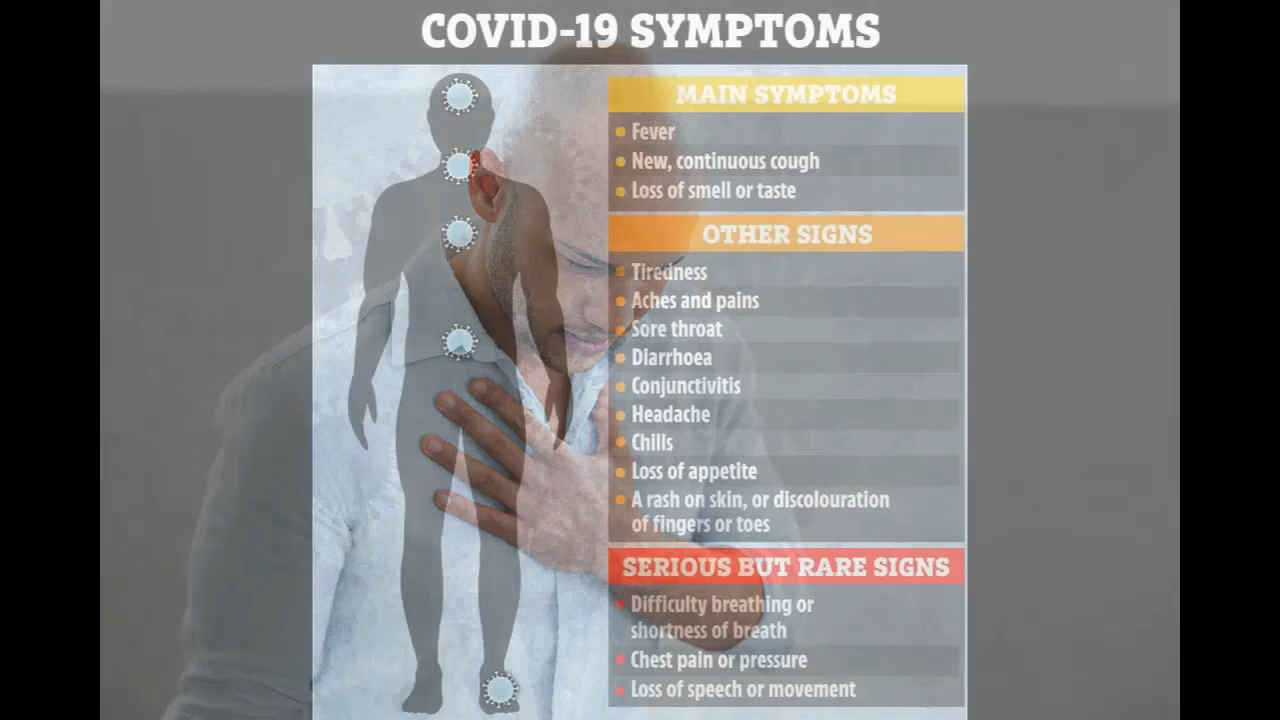 COVID-19 SYMPTOMS
MAIN SYMPTOMS
Fever
New, continuous cough
Loss of smell or taste
OTHER SIGNS
Tiredness
Aches and pains
Sore throat
Diarrhoea
Conjunctivitis
Headache
Chills
Loss of appetite
A rash on skin, or discolouration
of fingers or toes
SERIOUS BUT RARE SIGNS
Difficulty breathing or
shortness of breath
Chest pain or pressure
Loss of speech or movement